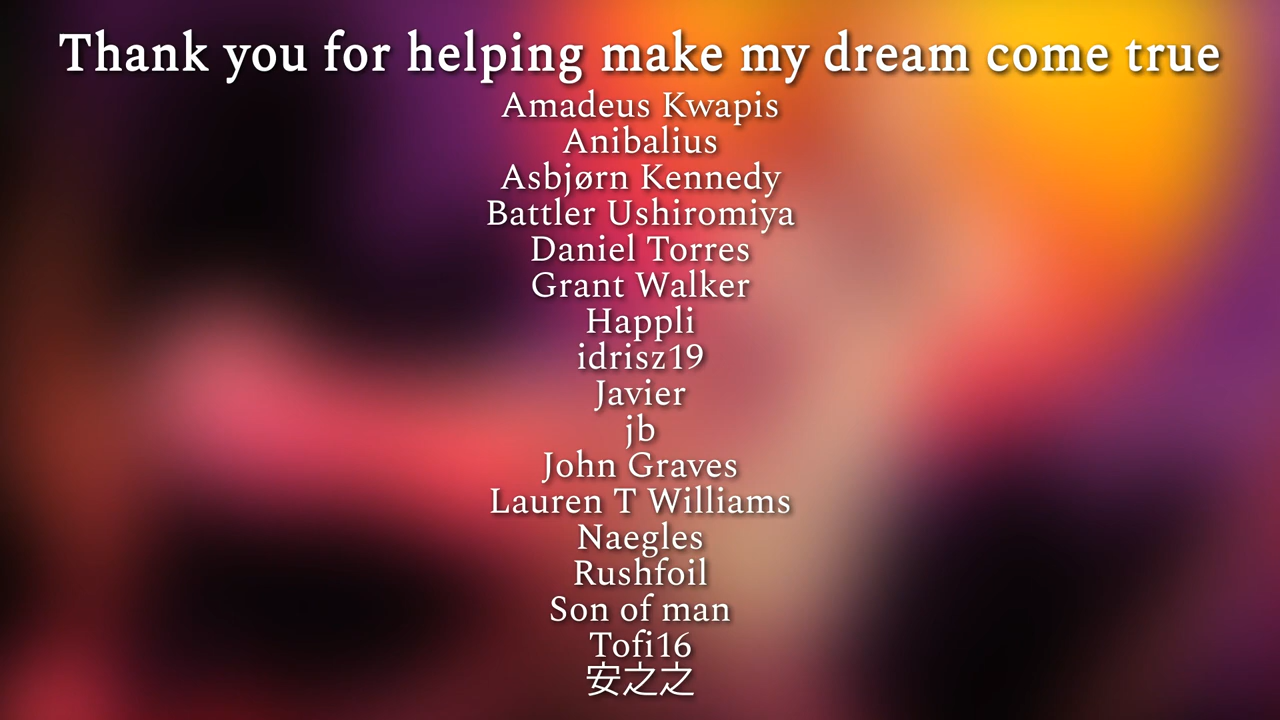 Thank you for helping make my dream come true
Amadeus Kwapis
Anibalius
Asbjørn Kennedy
Battler Ushiromiya
Daniel Torres
Grant Walker
Happli
idrisz19
Javier
jb
John Graves
Lauren T Williams
Naegles
Rushfoil
Son of man
Tofi16
安之之